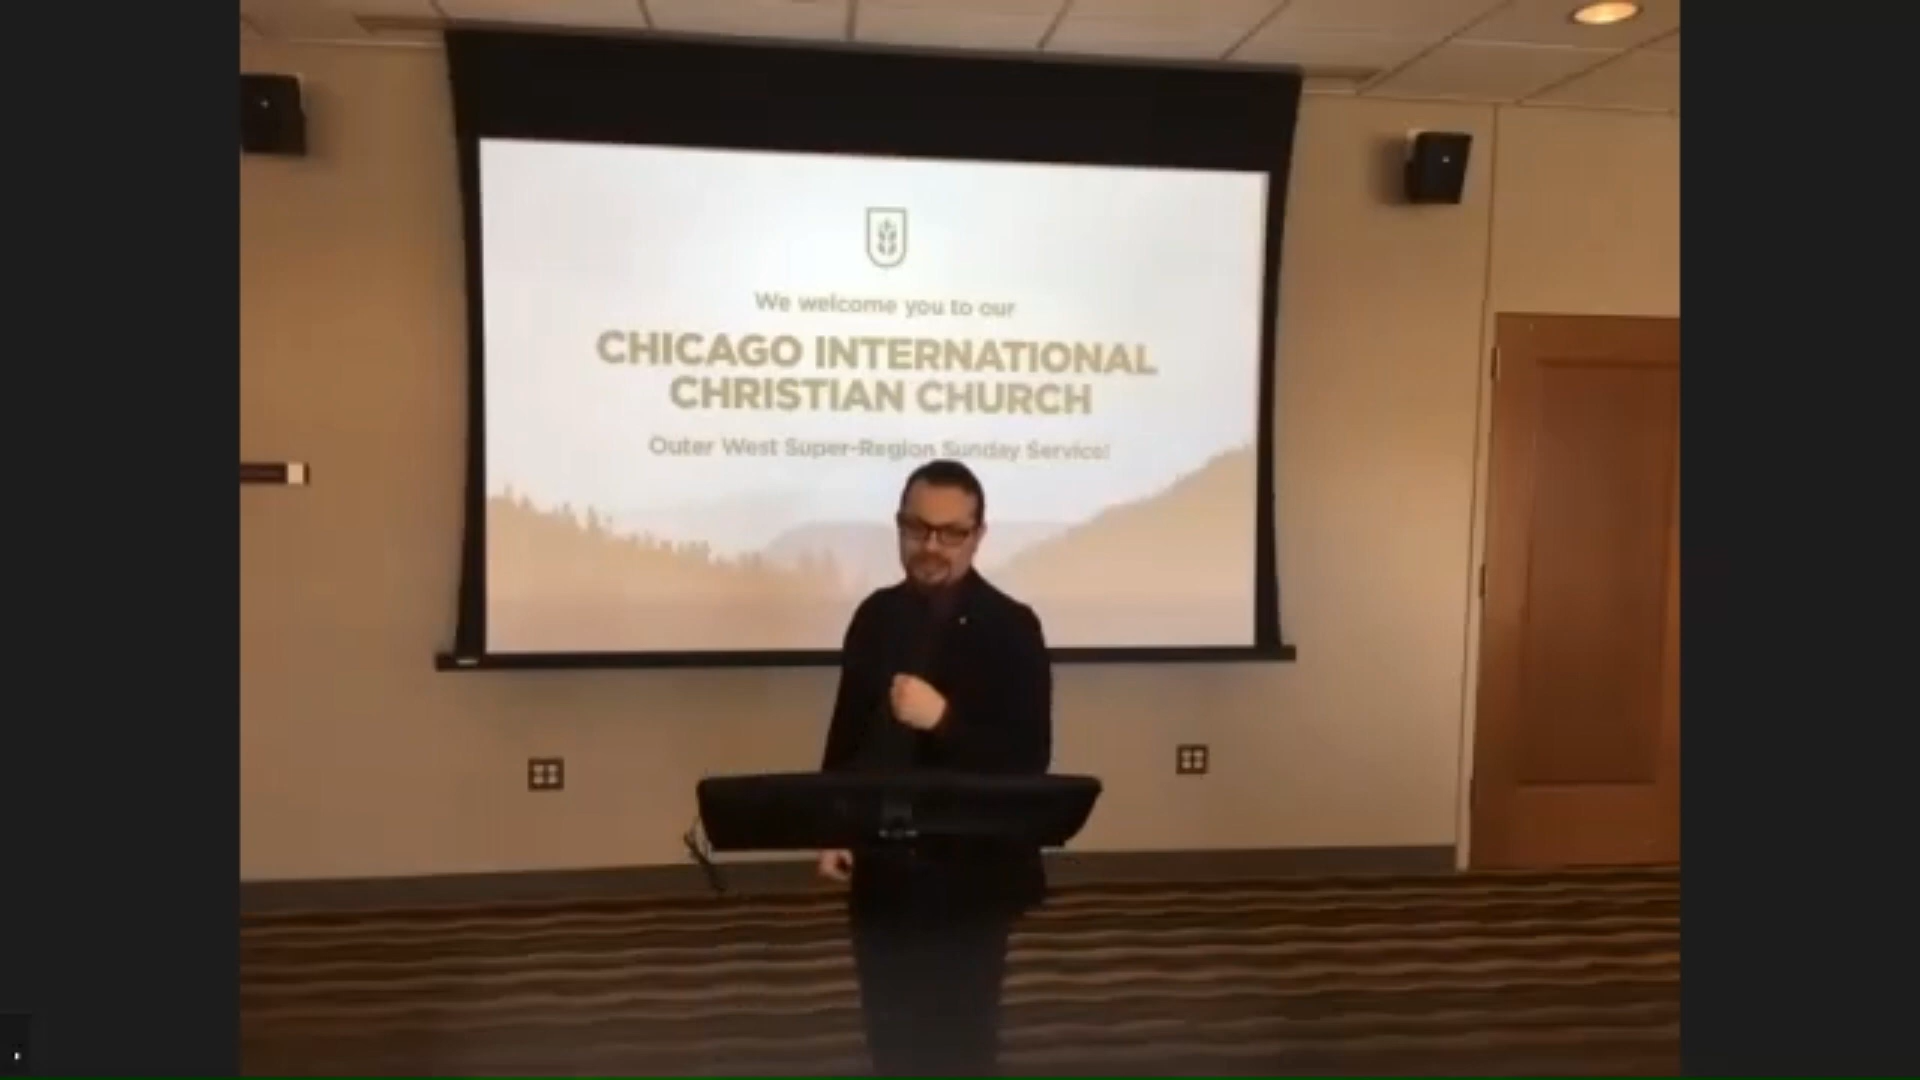 We welcome you to our
CHICAGO INTERNATIONAL
CHRISTIAN CHURCH
Outer West Super-Region Sunday Service!